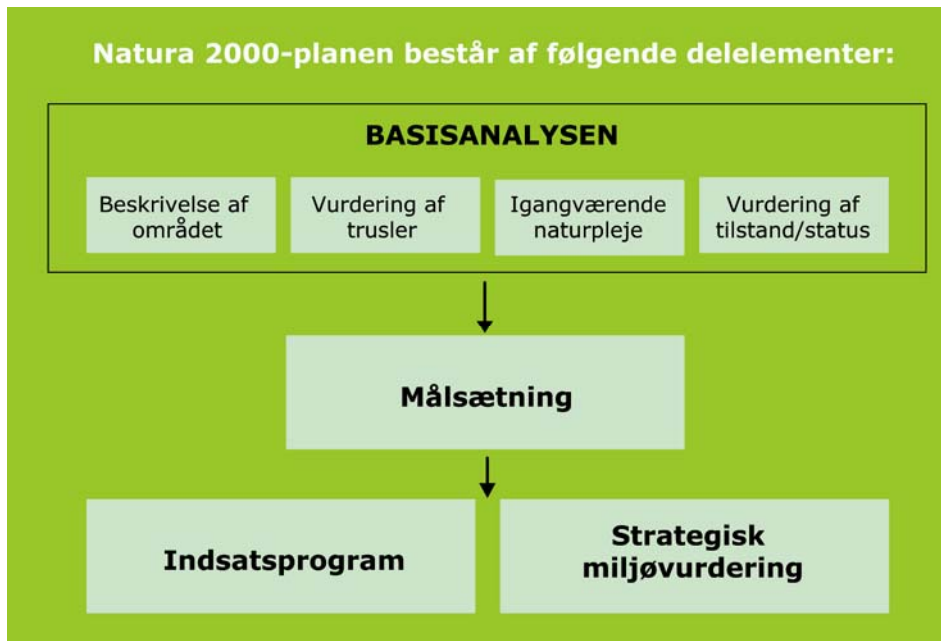 Natura 2000-planen består af følgende delelementer:
BASISANALYSEN
Beskrivelse af
området
Vurdering af
trusler
Igangværende
naturpleje
Vurdering af
tilstand/status
Målsætning
Indsatsprogram
Strategisk
miljøvurdering